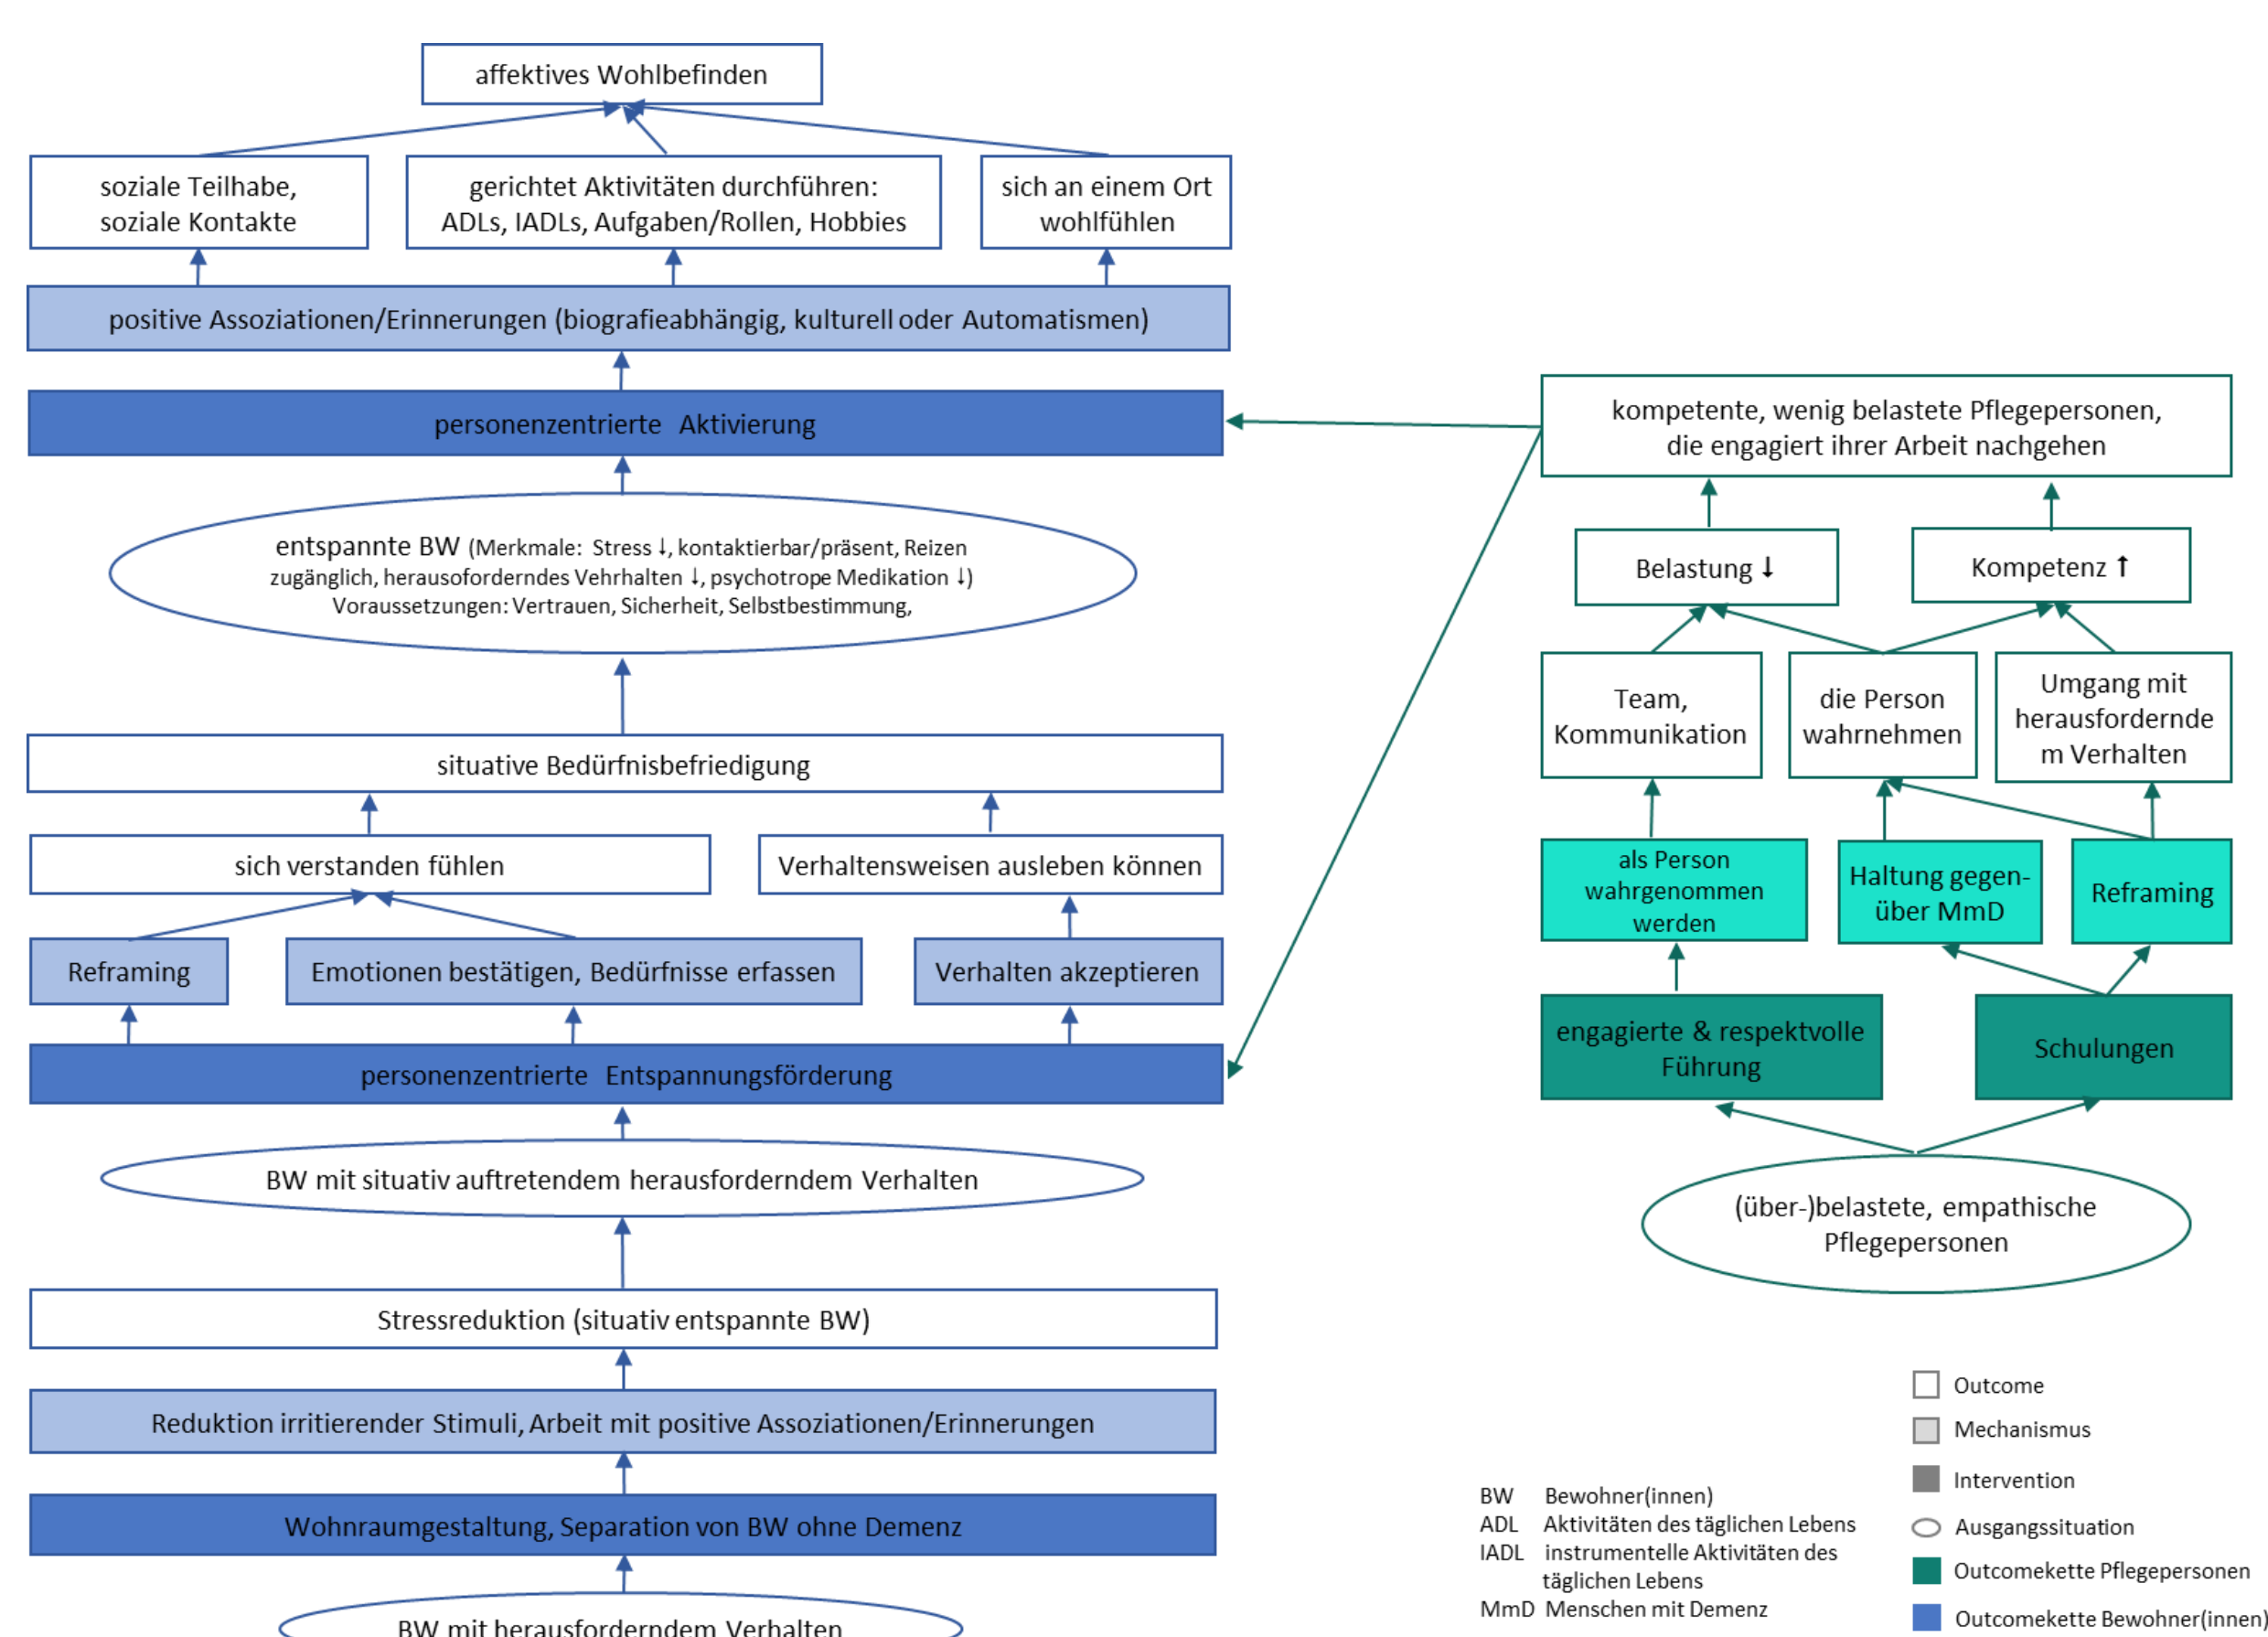 affektives Wohlbefinden
soziale Teilhabe,
soziale Kontakte
gerichtet Aktivitäten durchführen:
ADLs, IADLs, Aufgaben/Rollen, Hobbies
sich an einem Ort
wohlfühlen
positive Assoziationen/Erinnerungen (biografieabhängig, kulturell oder Automatismen)
personenzentrierte Aktivierung
entspannte BW (Merkmale: Stress ↓, kontaktierbar/präsent, Reizen
zugänglich, herausoforderndes Vehrhalten ↓, psychotrope Medikation ↓)
Voraussetzungen: Vertrauen, Sicherheit, Selbstbestimmung,
situative Bedürfnisbefriedigung
sich verstanden fühlen
Verhaltensweisen ausleben können
Reframing
Emotionen bestätigen, Bedürfnisse erfassen
Verhalten akzeptieren
personenzentrierte Entspannungsförderung
BW mit situativ auftretendem herausforderndem Verhalten
Stressreduktion (situativ entspannte BW)
Reduktion irritierender Stimuli, Arbeit mit positive Assoziationen/Erinnerungen
Wohnraumgestaltung, Separation von BW ohne Demenz
BW mit herausforderndem Verhalten
kompetente, wenig belastete Pflegepersonen,
die engagiert ihrer Arbeit nachgehen
Belastung ↓
Kompetenz ↑
Team,
Kommunikation
die Person
wahrnehmen
Umgang mit
herausfordernde
m Verhalten
als Person
wahrgenommen
werden
Haltung gegen-
über MmD
Reframing
engagierte & respektvolle
Führung
Schulungen
(über-)belastete, empathische
Pflegepersonen
BW Bewohner(innen)
ADL Aktivitäten des täglichen Lebens
IADL instrumentelle Aktivitäten des
täglichen Lebens
MmD Menschen mit Demenz
Outcome
Mechanismus
Intervention
Ausgangssituation
Outcomekette Pflegepersonen
Outcomekette Bewohner(innen)